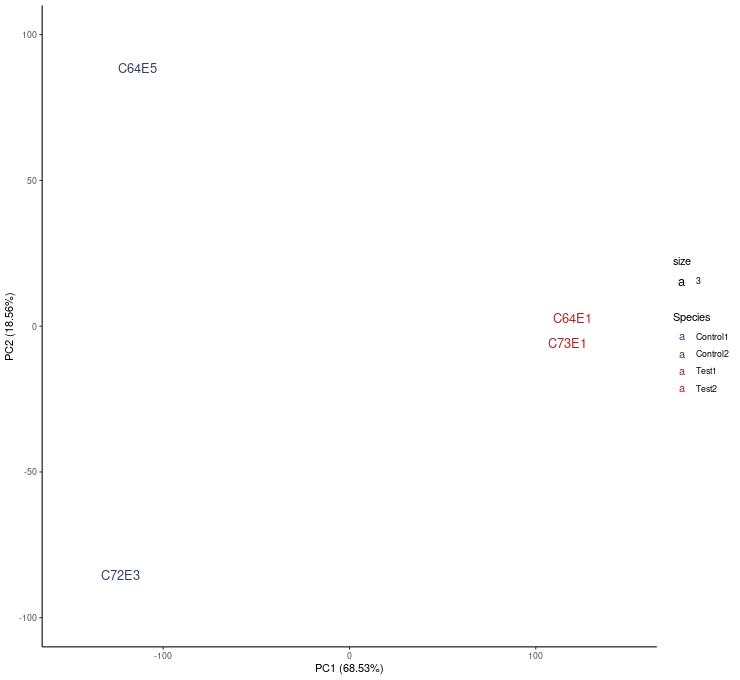 100
C64E5
50
size
a 3
PC2 (18.56%)
Species
C64E1
0
a Control1
C73E1
a Control2
a Test1
a Test2
-50
C72E3
-100
-100 0 100
PC1 (68.53%)